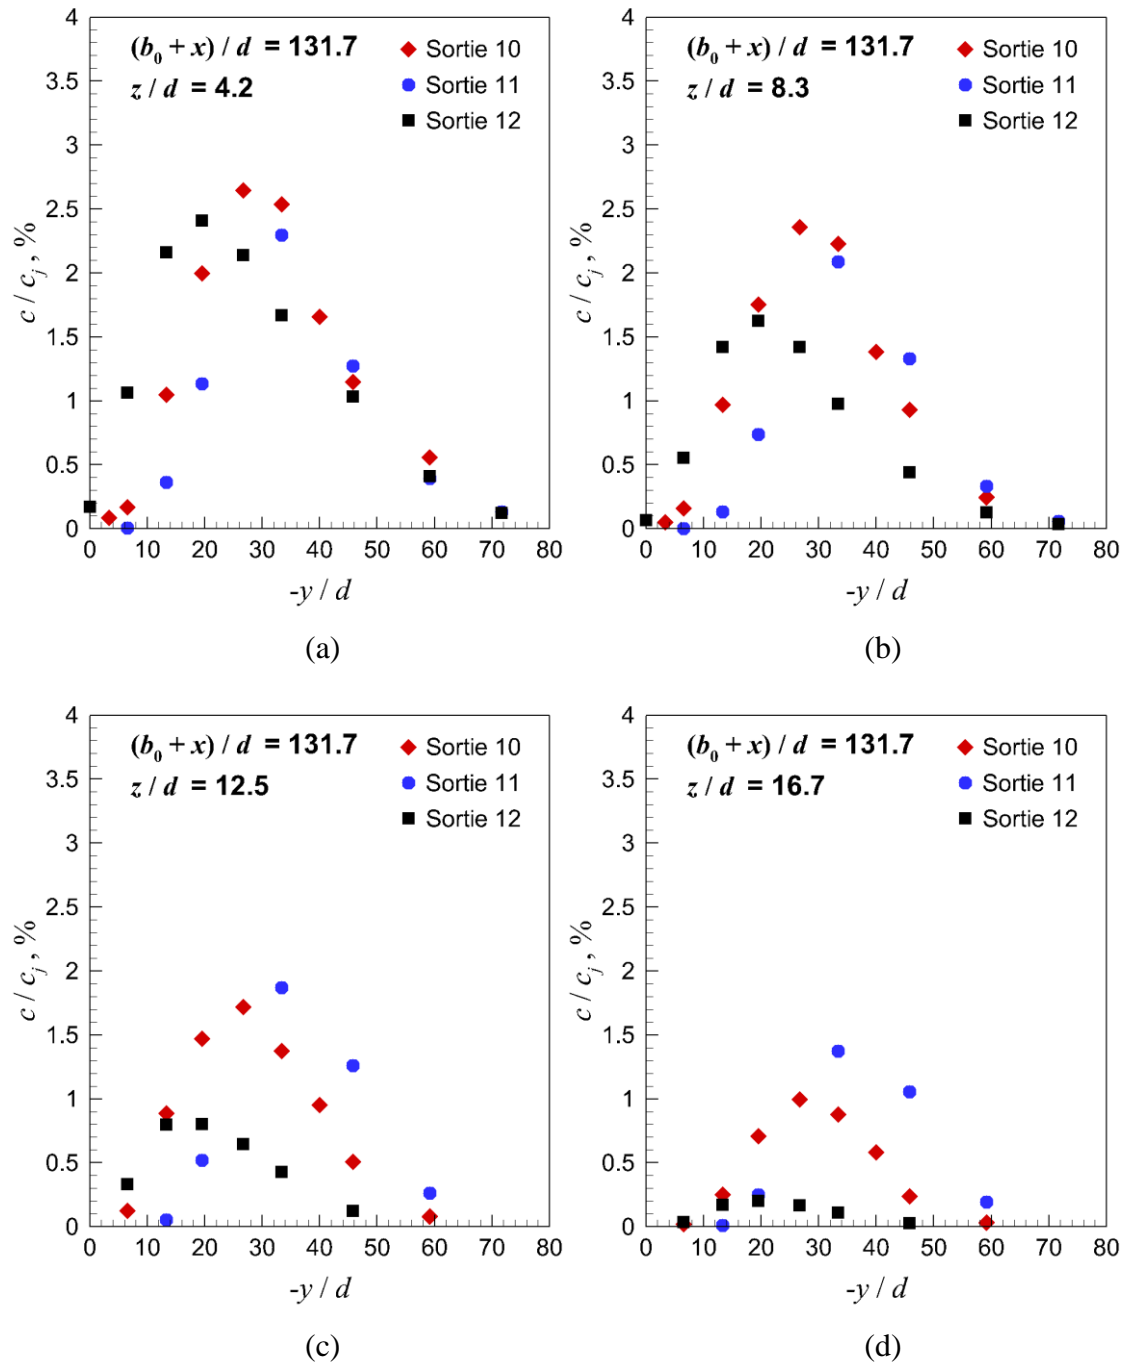 (b₀ + x) / d = 131.7
z / d = 4.2
Sortie 10
Sortie 11
Sortie 12
4
3.5
3
2.5
2
1.5
1
0.5
0
c / cⱼ , %
0 10 20 30 40 50 60 70 80
-y / d
(a)
(b₀ + x) / d = 131.7
z / d = 8.3
Sortie 10
Sortie 11
Sortie 12
4
3.5
3
2.5
2
1.5
1
0.5
0
c / cⱼ , %
0 10 20 30 40 50 60 70 80
-y / d
(b)
(b₀ + x) / d = 131.7
z / d = 12.5
Sortie 10
Sortie 11
Sortie 12
4
3.5
3
2.5
2
1.5
1
0.5
0
c / cⱼ , %
0 10 20 30 40 50 60 70 80
-y / d
(c)
(b₀ + x) / d = 131.7
z / d = 16.7
Sortie 10
Sortie 11
Sortie 12
4
3.5
3
2.5
2
1.5
1
0.5
0
c / cⱼ , %
0 10 20 30 40 50 60 70 80
-y / d
(d)